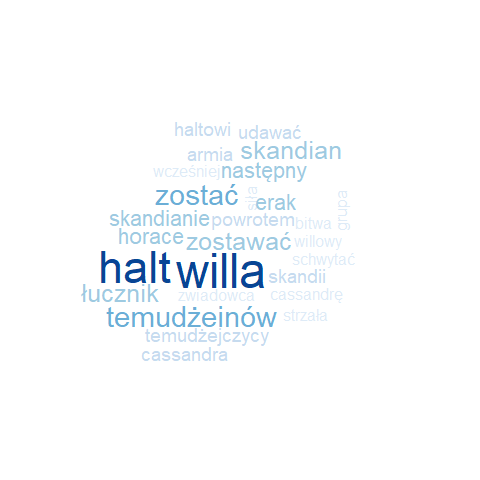 haltowi udawać
armia skandian
wcześniej następny
zostać siły erak grupa
skandianie powrotem bitwa
horace zostawać willowy
schwytać
halt willa skandii
łucznik zwiadowca cassandrę
temudżeinów strzała
temudżejczycy
cassandra